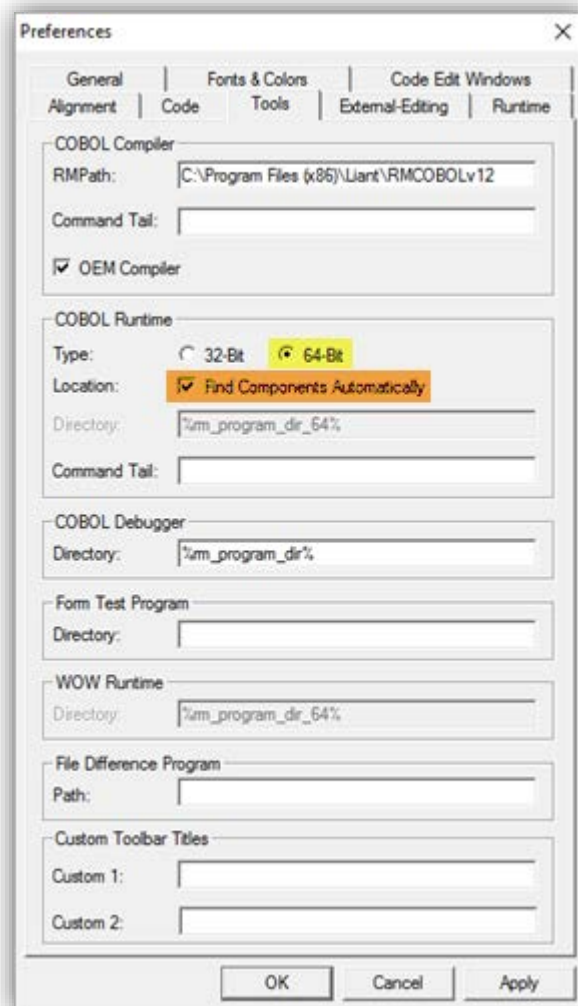 Preferences
General Fonts & Colors Code Edit Windows
Alignment Code Tools External-Editing Runtime
COBOL Compiler
RMPath: C:\Program Files (x86)\Liant\RMCOBOLv12
Command Tail:
OEM Compiler
COBOL Runtime
Type: 32-Bit 64-Bit
Location: Find Components Automatically
Directory: %rm_program_dir_64%
Command Tail:
COBOL Debugger
Directory: %rm_program_dir%
Form Test Program
Directory:
WOW Runtime
Directory: %rm_program_dir_64%
File Difference Program
Path:
Custom Toolbar Titles
Custom 1:
Custom 2:
OK Cancel Apply